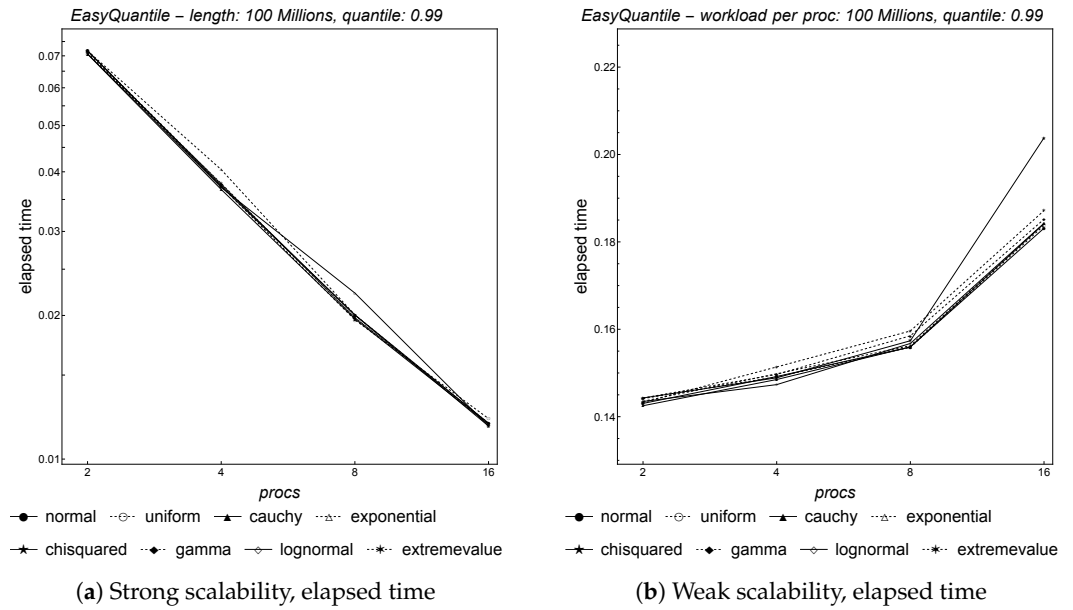 EasyQuantile – length: 100 Millions, quantile: 0.99
0.07
0.06
0.05
0.04
0.03
0.02
0.01
elapsed time
2 4 8 16
procs
normal uniform cauchy exponential
chisquared gamma lognormal extremevalue
(a) Strong scalability, elapsed time
EasyQuantile – workload per proc: 100 Millions, quantile: 0.99
0.22
0.20
0.18
0.16
0.14
elapsed time
2 4 8 16
procs
normal uniform cauchy exponential
chisquared gamma lognormal extremevalue
(b) Weak scalability, elapsed time